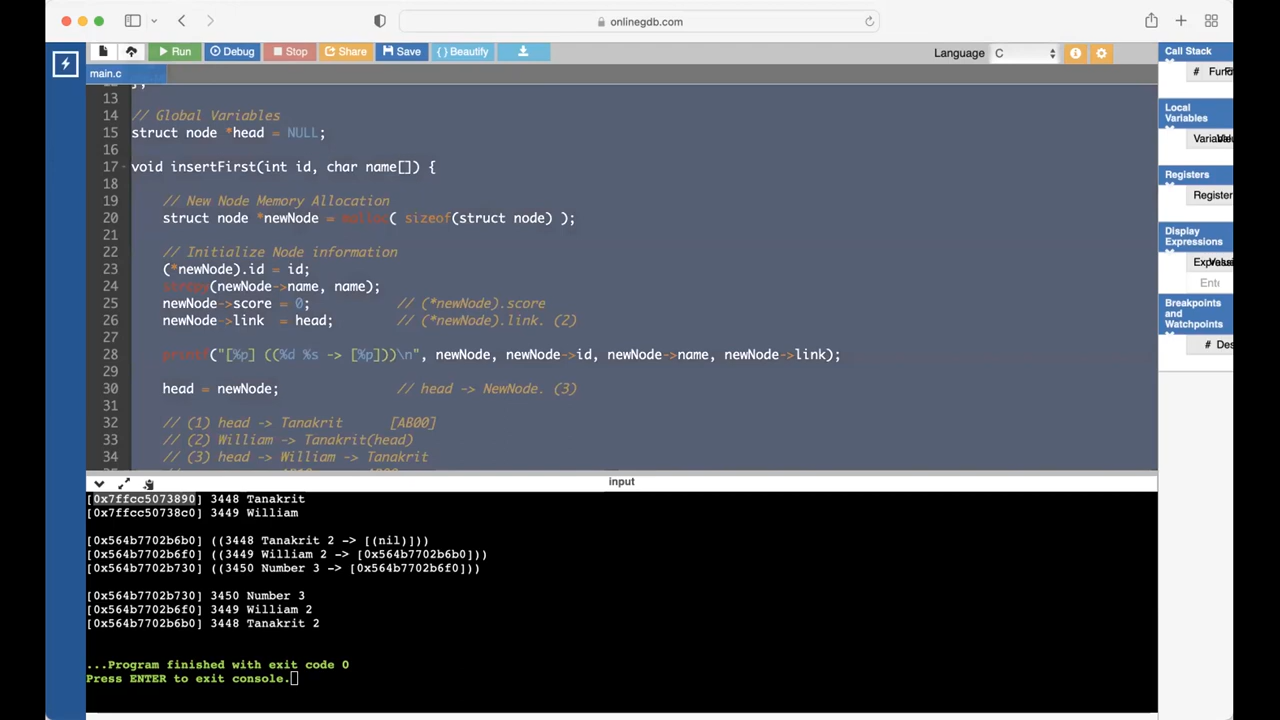 onlinegdb.com
Run Debug Stop Share Save { } Beautify Language C
main.c
13
14 // Global Variables
15 struct node *head = NULL;
16
17 void insertFirst(int id, char name[]) {
18
19 // New Node Memory Allocation
20 struct node *newNode = malloc( sizeof(struct node) );
21
22 // Initialize Node information
23 (*newNode).id = id;
24 strcpy(newNode->name, name);
25 newNode->score = 0; // (*newNode).score
26 newNode->link = head; // (*newNode).link. (2)
27
28 printf("[%p] ((%d %s -> [%p]))\n", newNode, newNode->id, newNode->name, newNode->link);
29
30 head = newNode; // head -> NewNode. (3)
31
32 // (1) head -> Tanakrit [AB00]
33 // (2) William -> Tanakrit(head)
34 // (3) head -> William -> Tanakrit
input
[0x7ffcc5073890] 3448 Tanakrit
[0x7ffcc50738c0] 3449 William
[0x564b7702b6b0] ((3448 Tanakrit 2 -> [(nil)]))
[0x564b7702b6f0] ((3449 William 2 -> [0x564b7702b6b0]))
[0x564b7702b730] ((3450 Number 3 -> [0x564b7702b6f0]))
[0x564b7702b730] 3450 Number 3
[0x564b7702b6f0] 3449 William 2
[0x564b7702b6b0] 3448 Tanakrit 2
...Program finished with exit code 0
Press ENTER to exit console.
Call Stack
#
Local
Variables
Registers
Register
Display
Expressions
Ente
Breakpoints
and
Watchpoints
# Des